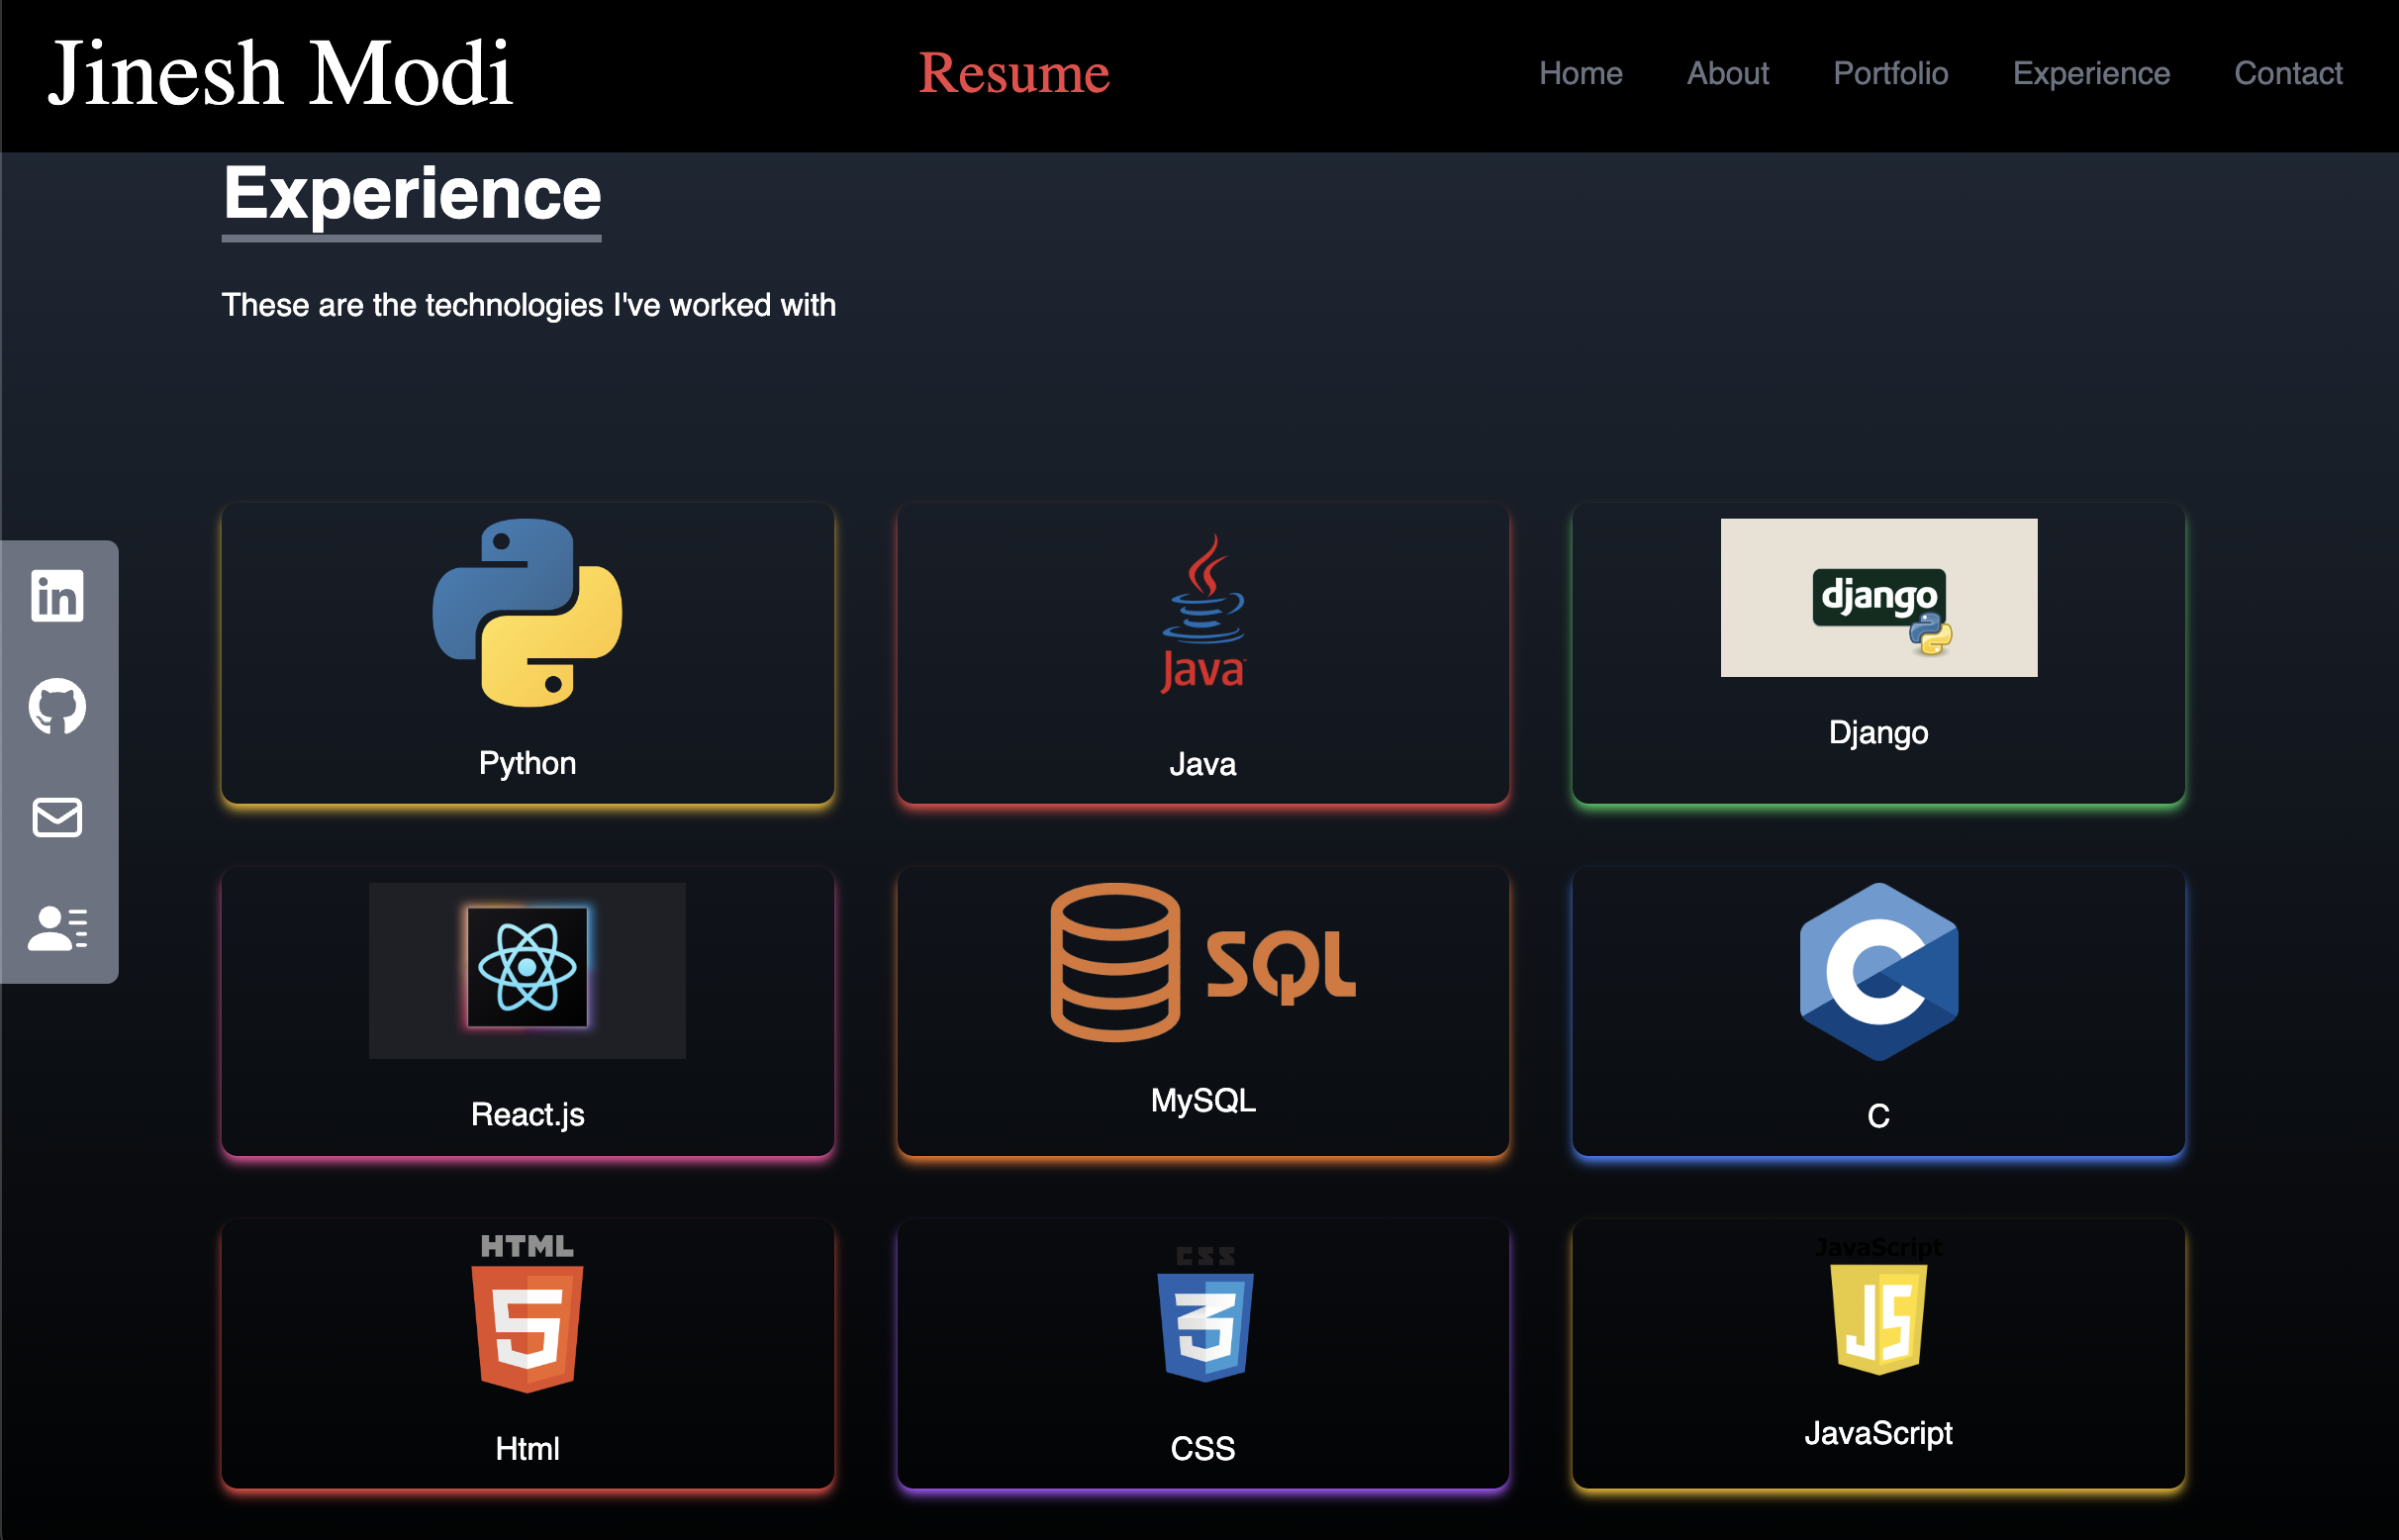 Jinesh Modi
Resume
Home About Portfolio Experience Contact
Experience
These are the technologies I've worked with
in
Java
django
Python
Java
Django
SQL
C
React.js
MySQL
C
HTML
5
CSS
3
JavaScript
JS
Html
CSS
JavaScript